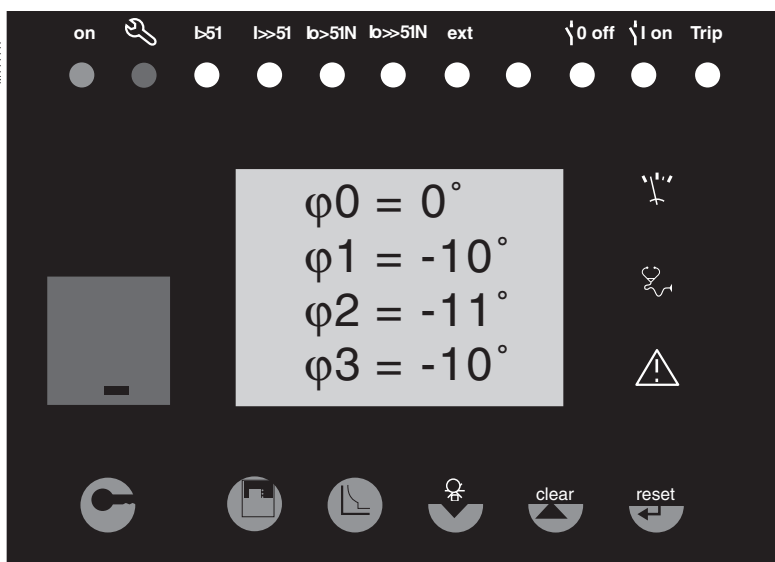 on I>51 I>>51 Io>51N Io>>51N ext 0 off I on Trip
φ0 = 0°
φ1 = -10°
φ2 = -11°
φ3 = -10°
clear reset